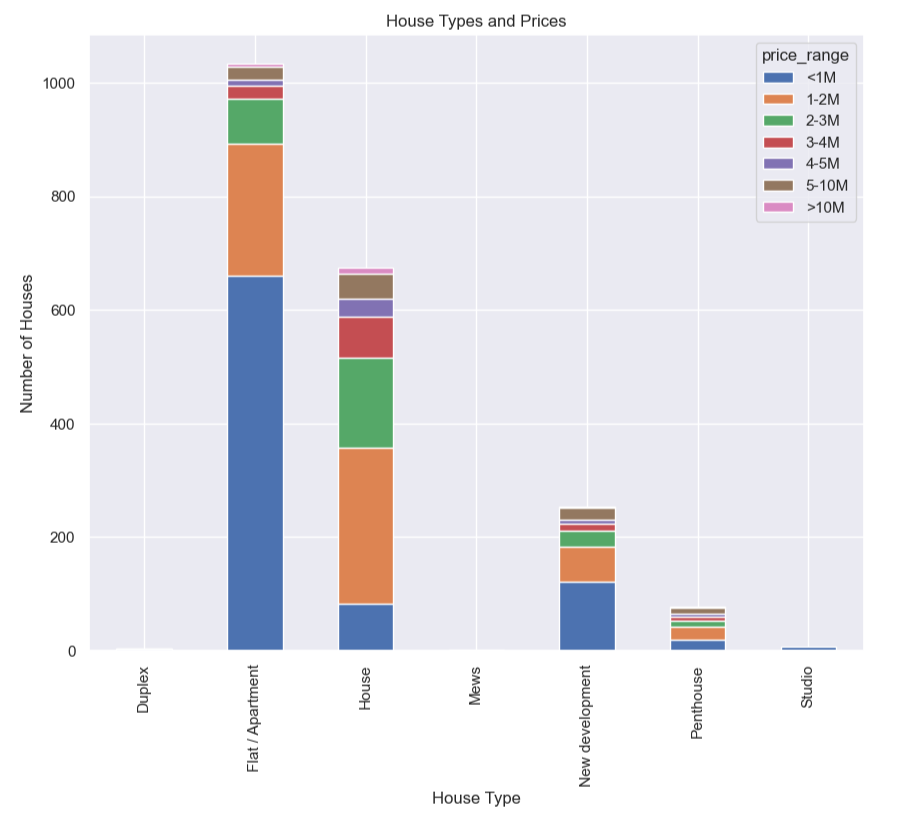 House Types and Prices
price_range
<1M
1-2M
2-3M
3-4M
4-5M
5-10M
>10M
Number of Houses
1000
800
600
400
200
0
Duplex
Flat / Apartment
House
Mews
New development
Penthouse
Studio
House Type